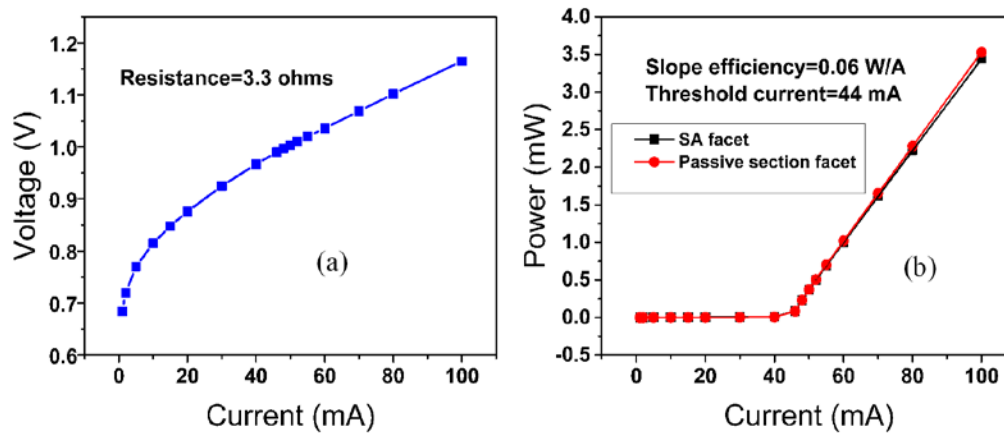 1.2
1.1
1.0
0.9
0.8
0.7
0.6
Voltage (V)
Resistance=3.3 ohms
(a)
0 20 40 60 80 100
Current (mA)
4.0
3.5
3.0
2.5
2.0
1.5
1.0
0.5
0.0
-0.5
Power (mW)
Slope efficiency=0.06 W/A
Threshold current=44 mA
SA facet
Passive section facet
(b)
0 20 40 60 80 100
Current (mA)